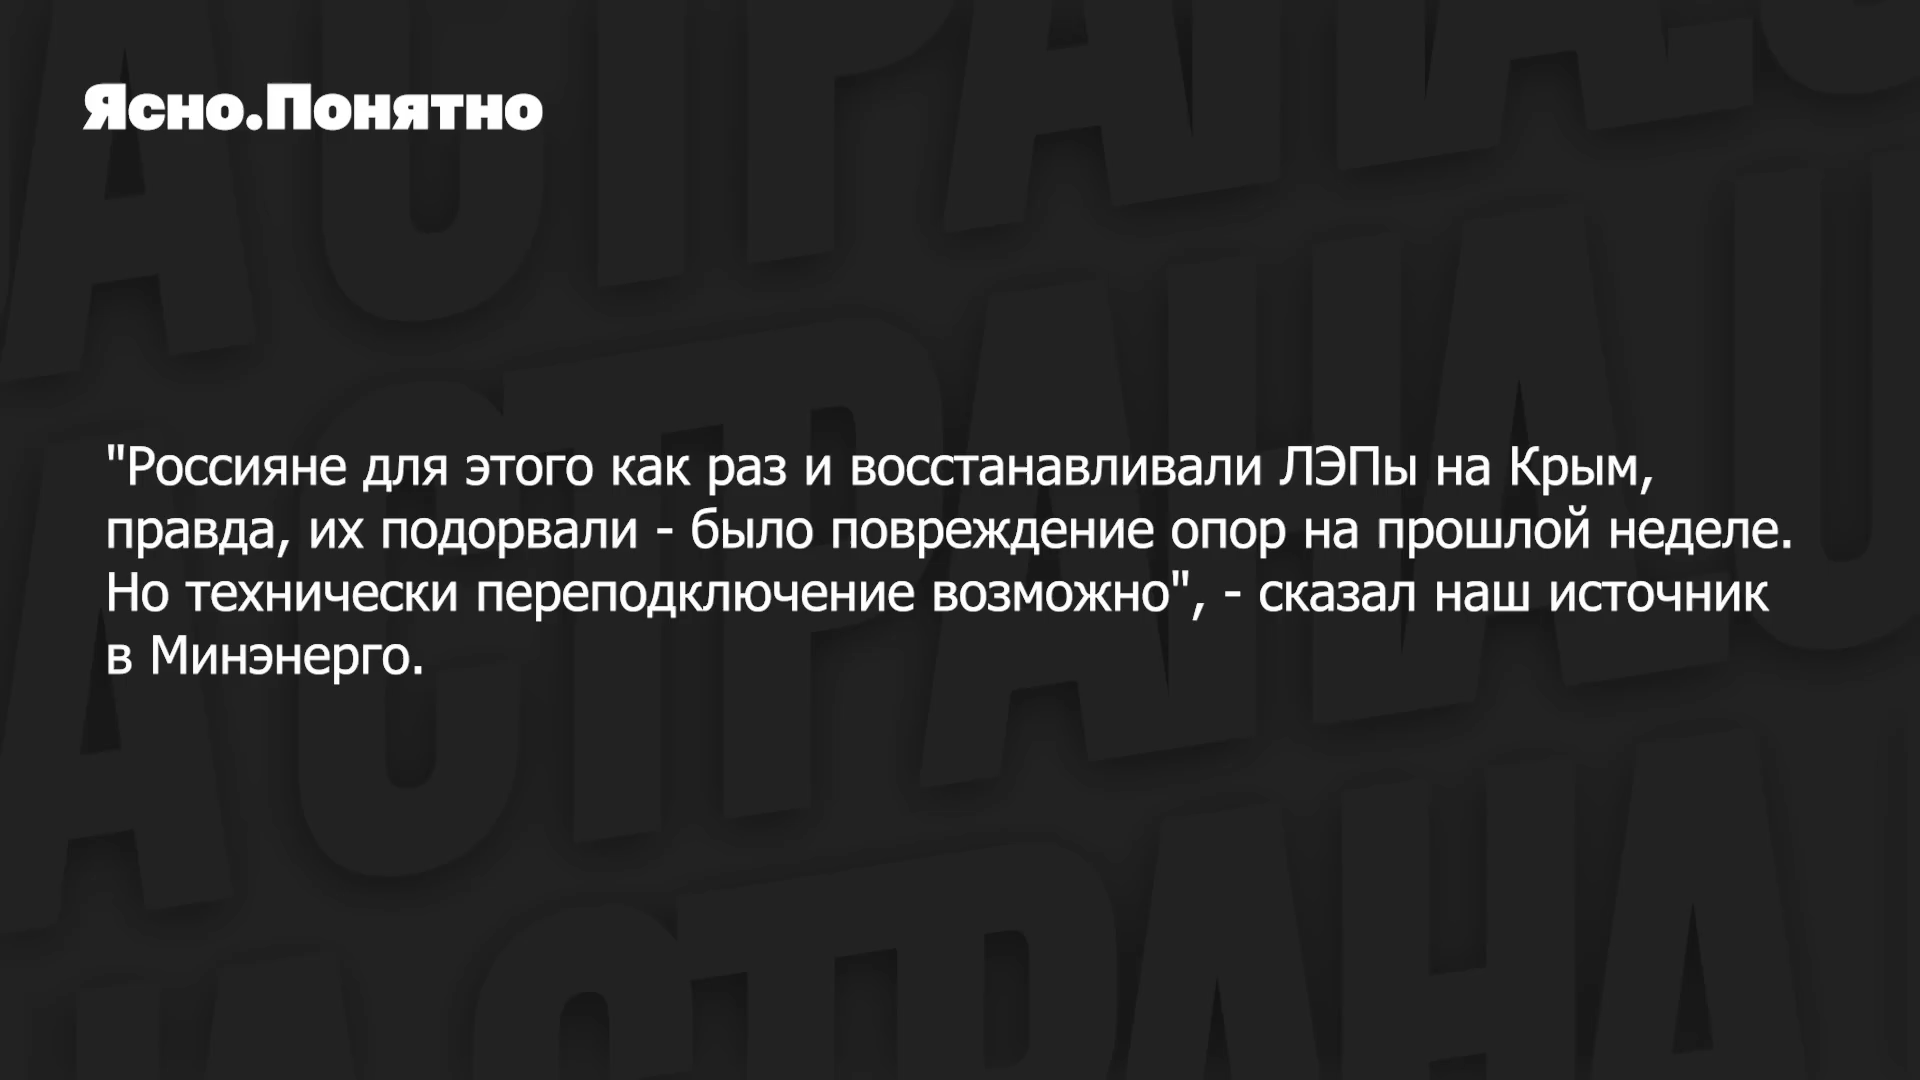 Ясно.Понятно
"Россияне для этого как раз и восстанавливали ЛЭПы на Крым,
правда, их подорвали - было повреждение опор на прошлой неделе.
Но технически переподключение возможно", - сказал наш источник
в Минэнерго.